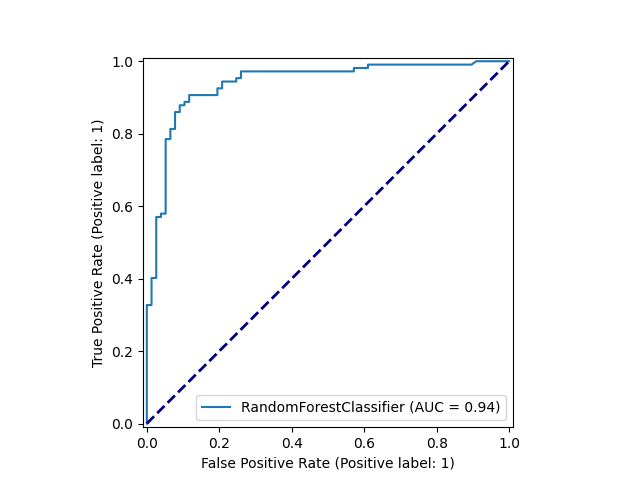 1.0
0.8
0.6
0.4
0.2
0.0
True Positive Rate (Positive label: 1)
RandomForestClassifier (AUC = 0.94)
0.0 0.2 0.4 0.6 0.8 1.0
False Positive Rate (Positive label: 1)